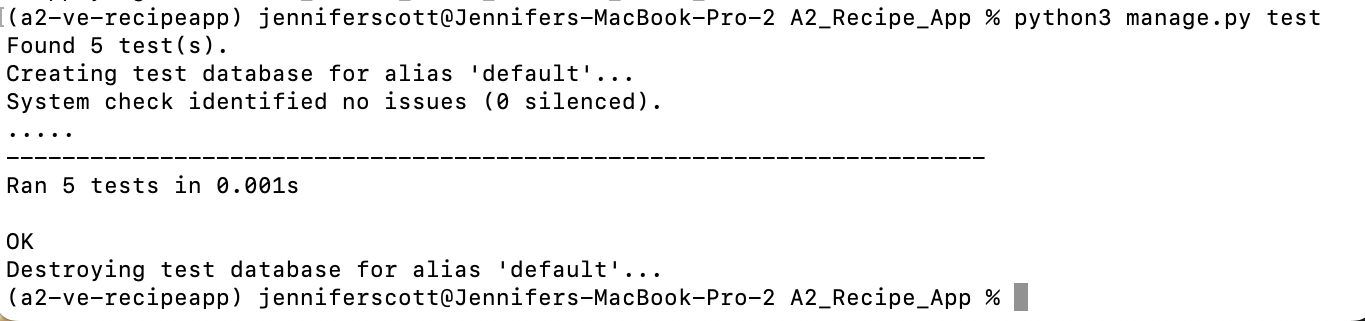 (a2-ve-recipeapp) jenniferscott@Jennifers-MacBook-Pro-2 A2_Recipe_App % python3 manage.py test
Found 5 test(s).
Creating test database for alias 'default'...
System check identified no issues (0 silenced).
.....
----------------------------------------------------------------------
Ran 5 tests in 0.001s

OK
Destroying test database for alias 'default'...
(a2-ve-recipeapp) jenniferscott@Jennifers-MacBook-Pro-2 A2_Recipe_App %